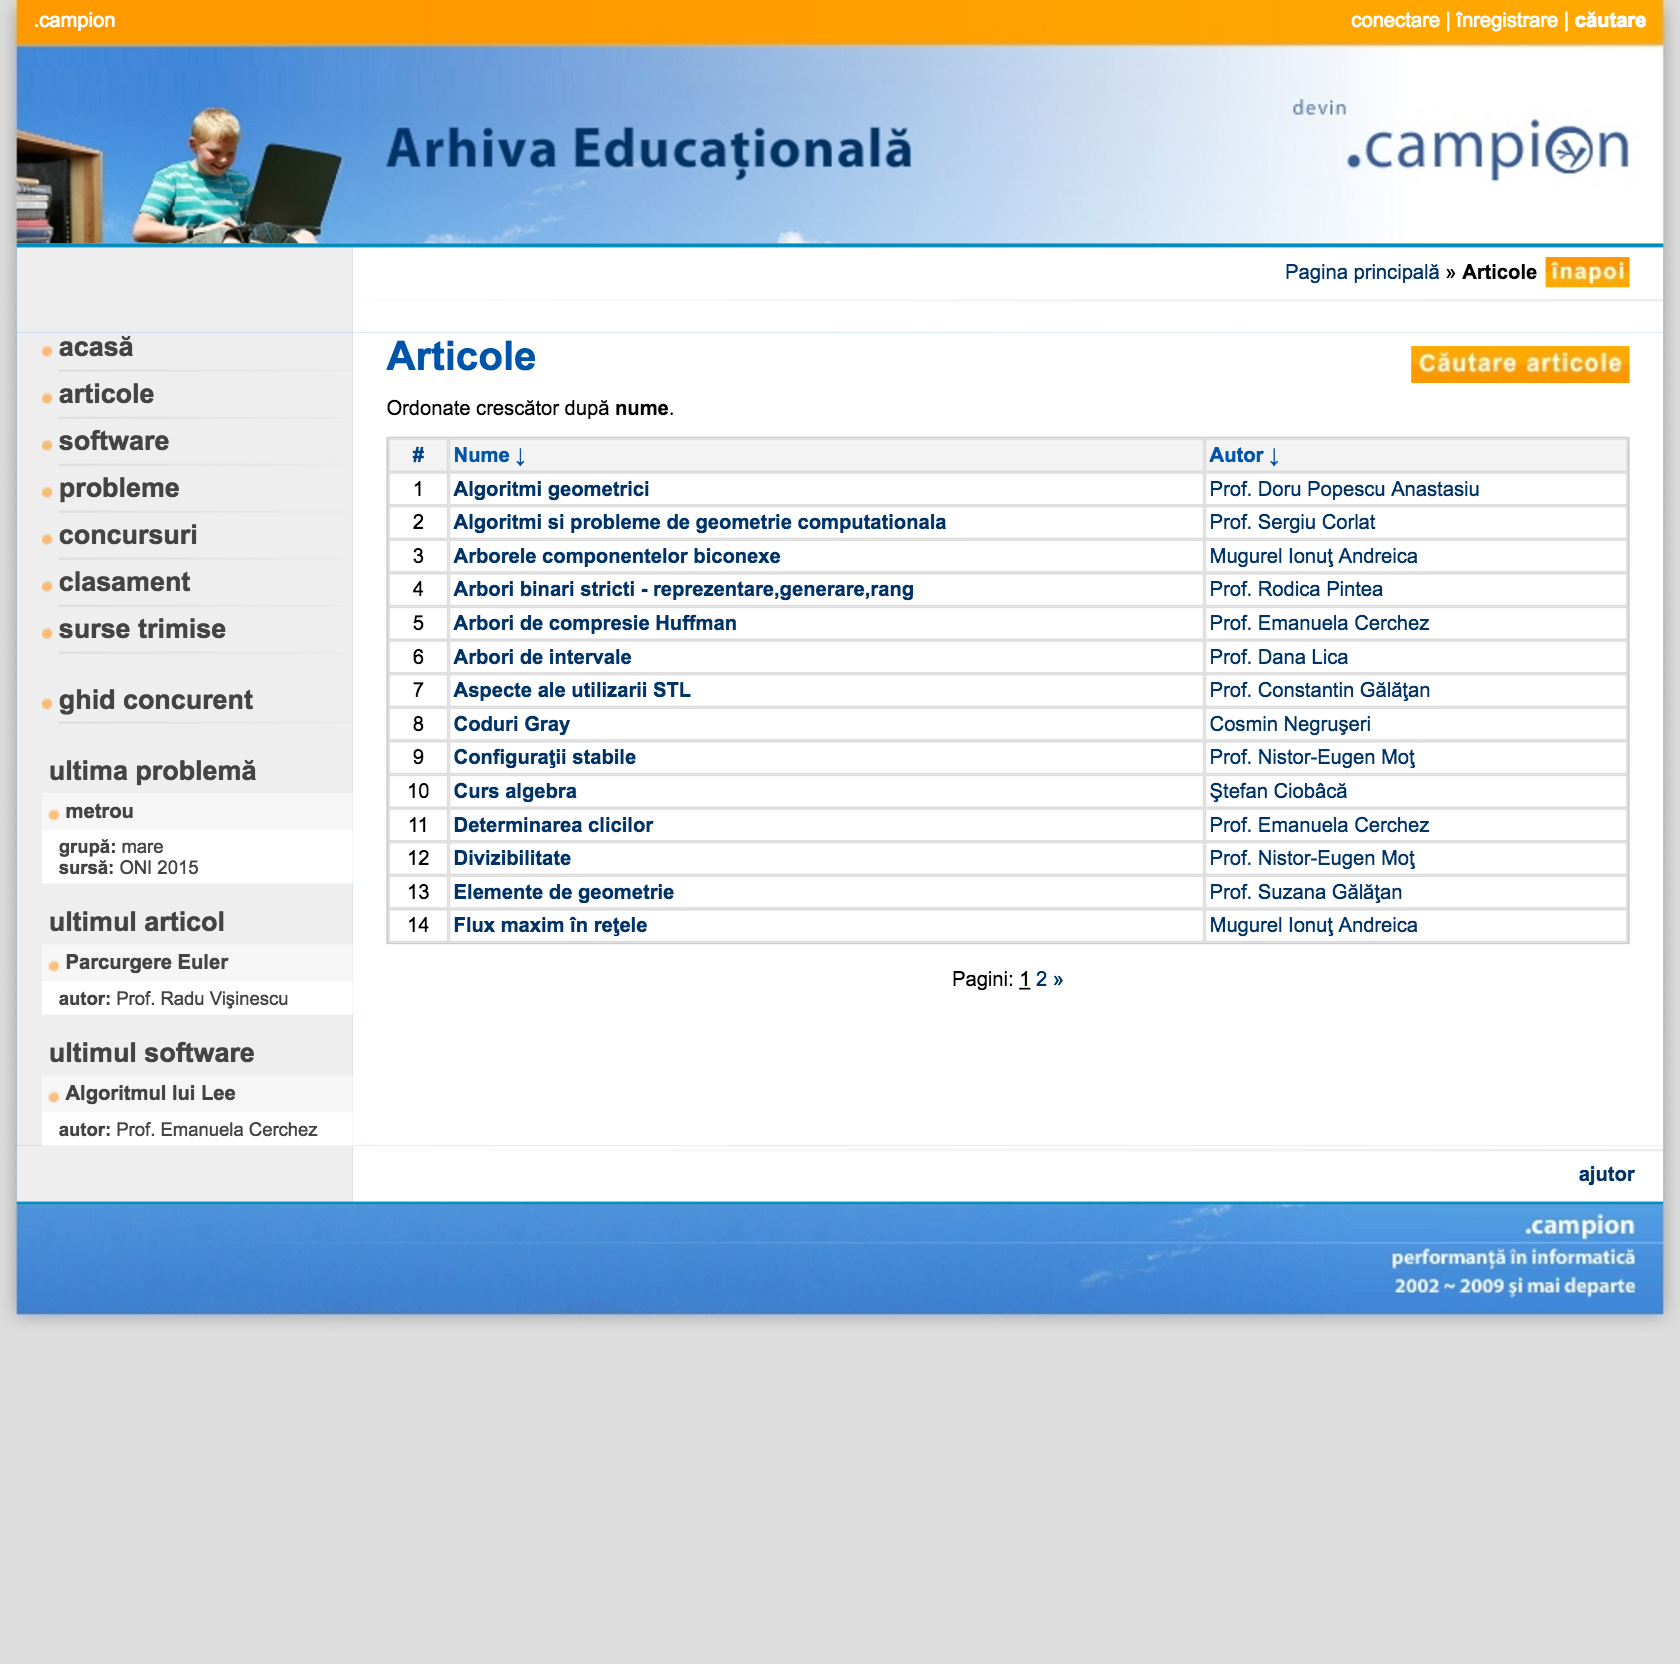 .campion
conectare | înregistrare | căutare
Arhiva Educațională
devin
.campion
Pagina principală » Articole înapoi
acasă
articole
software
probleme
concursuri
clasament
surse trimise
ghid concurent
ultima problemă
metrou
grupă: mare
sursă: ONI 2015
ultimul articol
Parcurgere Euler
autor: Prof. Radu Vişinescu
ultimul software
Algoritmul lui Lee
autor: Prof. Emanuela Cerchez
Articole
Căutare articole
Ordonate crescător după nume.
# Nume ↓ Autor ↓
1 Algoritmi geometrici Prof. Doru Popescu Anastasiu
2 Algoritmi si probleme de geometrie computationala Prof. Sergiu Corlat
3 Arborele componentelor biconexe Mugurel Ionuţ Andreica
4 Arbori binari stricti - reprezentare,generare,rang Prof. Rodica Pintea
5 Arbori de compresie Huffman Prof. Emanuela Cerchez
6 Arbori de intervale Prof. Dana Lica
7 Aspecte ale utilizarii STL Prof. Constantin Gălăţan
8 Coduri Gray Cosmin Negruşeri
9 Configuraţii stabile Prof. Nistor-Eugen Moţ
10 Curs algebra Ştefan Ciobâcă
11 Determinarea clicilor Prof. Emanuela Cerchez
12 Divizibilitate Prof. Nistor-Eugen Moţ
13 Elemente de geometrie Prof. Suzana Gălăţan
14 Flux maxim în reţele Mugurel Ionuţ Andreica
Pagini: 1 2 »
ajutor
.campion
performanță în informatică
2002 ~ 2009 și mai departe